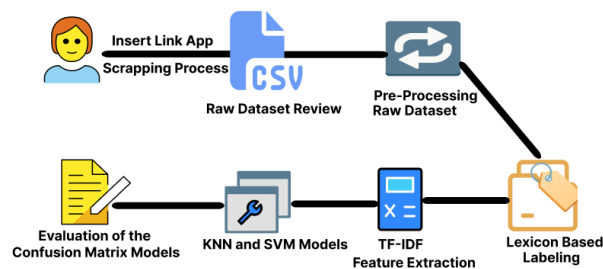 Insert Link App
Scrapping Process
CSV
Raw Dataset Review
Pre-Processing
Raw Dataset
Lexicon Based
Labeling
TF-IDF
Feature Extraction
KNN and SVM Models
Evaluation of the
Confusion Matrix Models